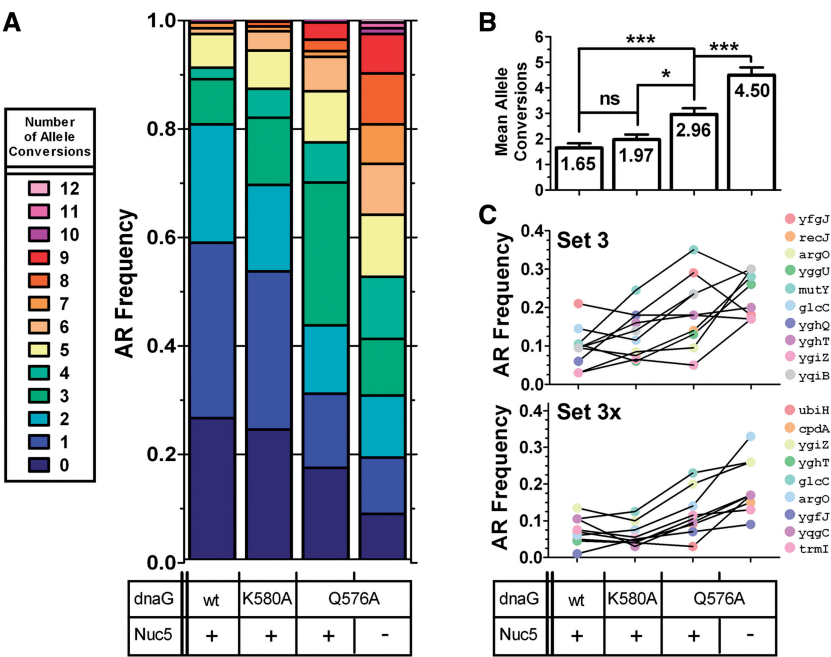 A
Number
of Allele
Conversions
12
11
10
9
8
7
6
5
4
3
2
1
0
AR Frequency
1.0
0.8
0.6
0.4
0.2
0.0
dnaG wt K580A Q576A
Nuc5 + + + -
B
Mean Allele
Conversions
6
5
4
3
2
1
0
*** ***
ns *
1.65 1.97 2.96 4.50
C
Set 3
AR Frequency
0.4
0.3
0.2
0.1
0.0
yfgJ
recJ
argO
yggU
mutY
glcC
yghQ
yghT
ygiZ
yqiB
Set 3x
AR Frequency
0.4
0.3
0.2
0.1
0.0
ubiH
cpdA
ygiZ
yghT
glcC
argO
ygfJ
yqgC
trmI
dnaG wt K580A Q576A
Nuc5 + + + -